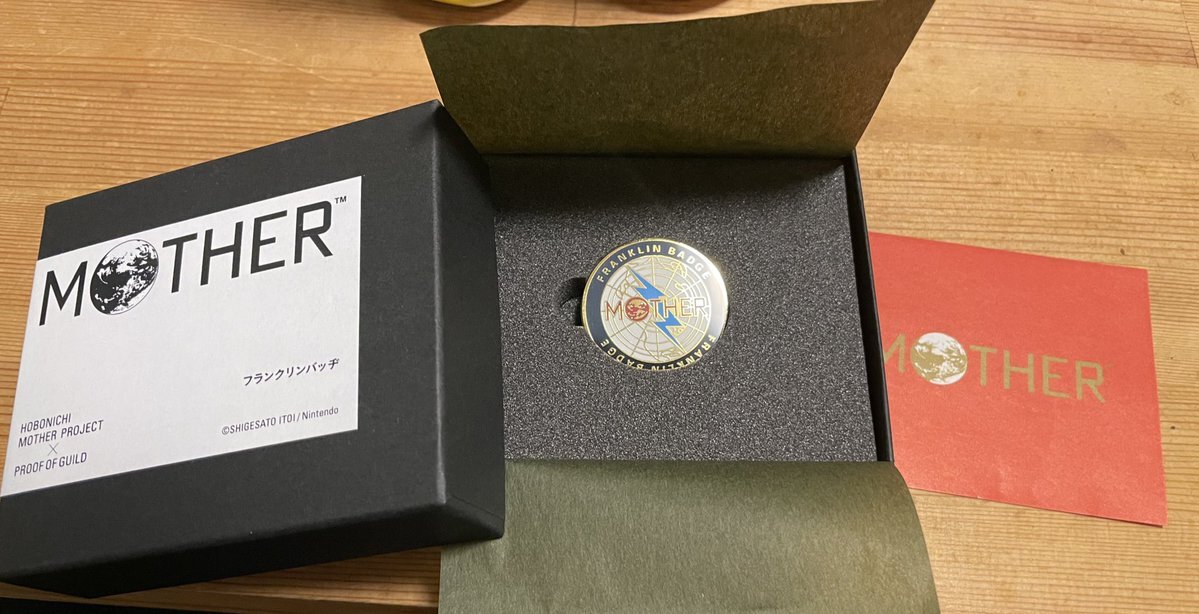 MOTHER™
フランクリンバッヂ
HOBONICHI
MOTHER PROJECT
×
PROOF OF GUILD
©SHIGESATO ITOI / Nintendo
FRANKLIN BADGE
MOTHER
FRANKLIN BADGE
MOTHER